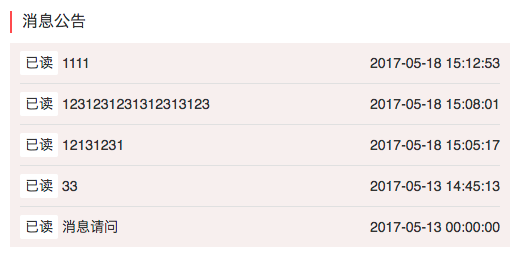 消息公告
已读 1111 2017-05-18 15:12:53
已读 1231231231312313123 2017-05-18 15:08:01
已读 12131231 2017-05-18 15:05:17
已读 33 2017-05-13 14:45:13
已读 消息请问 2017-05-13 00:00:00